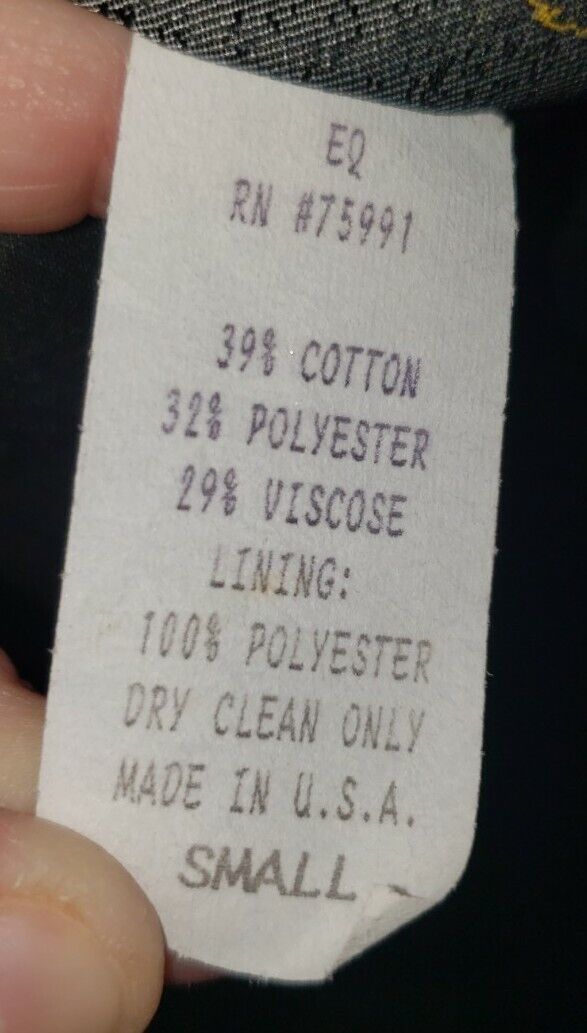 EQ
RN #75991
39% COTTON
32% POLYESTER
29% VISCOSE
LINING:
100% POLYESTER
DRY CLEAN ONLY
MADE IN U.S.A.
SMALL